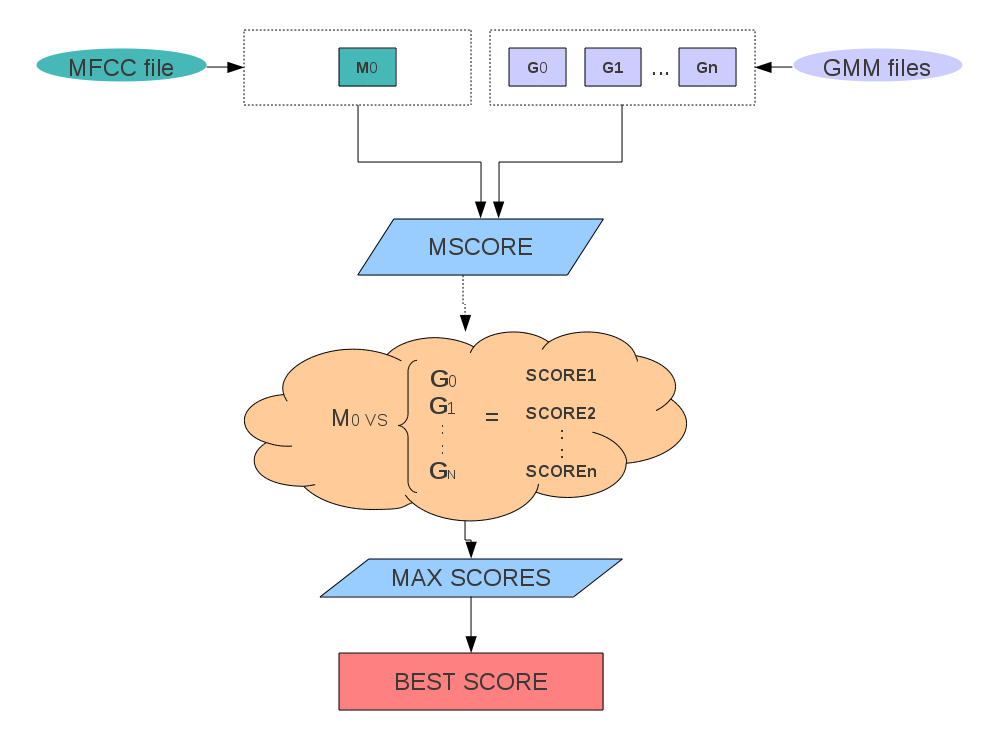 MFCC file
M0
G0 G1 ... Gn
GMM files
MSCORE
M0 VS
G0
G1
.
.
GN
=
SCORE1
SCORE2
:
:
SCOREn
MAX SCORES
BEST SCORE